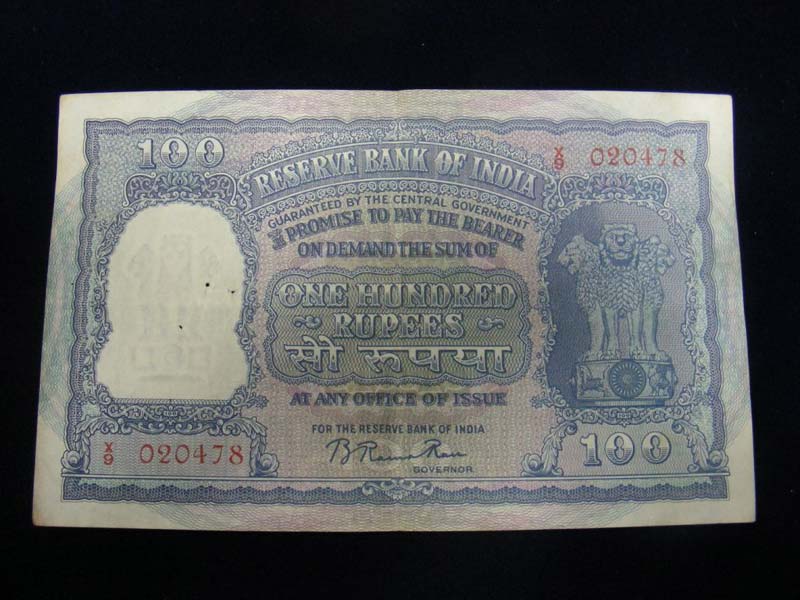 100
RESERVE BANK OF INDIA
X/9 020478
GUARANTEED BY THE CENTRAL GOVERNMENT
I PROMISE TO PAY THE BEARER
ON DEMAND THE SUM OF
ONE HUNDRED
RUPEES
सौ रूपया
AT ANY OFFICE OF ISSUE
FOR THE RESERVE BANK OF INDIA
X/9 020478
B Rama Rau
GOVERNOR.
100